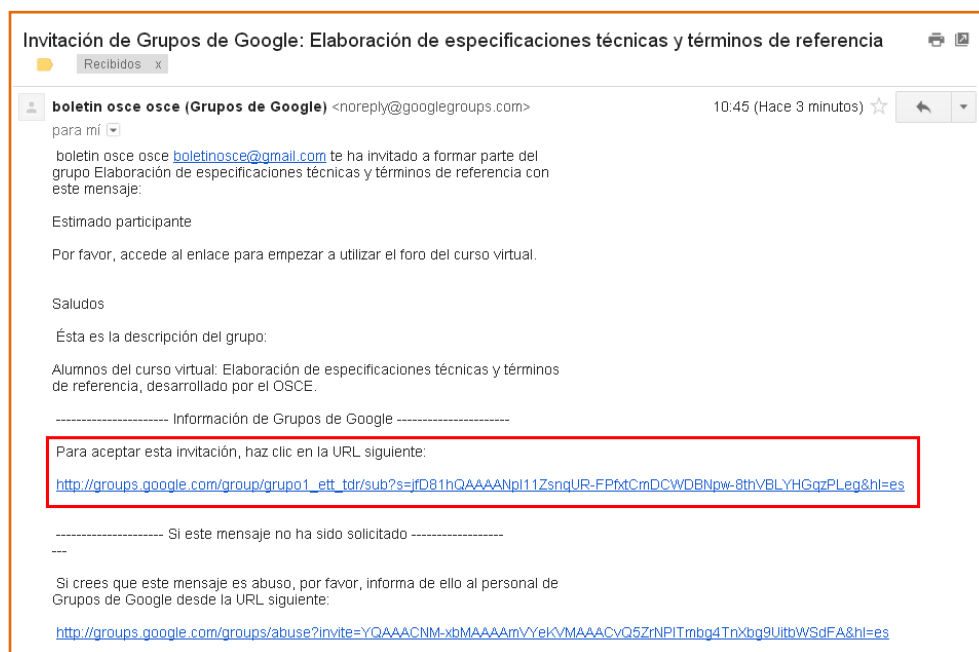 Invitación de Grupos de Google: Elaboración de especificaciones técnicas y términos de referencia
Recibidos x
boletin osce osce (Grupos de Google) <noreply@googlegroups.com> 10:45 (Hace 3 minutos)
para mí
boletin osce osce boletinosce@gmail.com te ha invitado a formar parte del
grupo Elaboración de especificaciones técnicas y términos de referencia con
este mensaje:
Estimado participante
Por favor, accede al enlace para empezar a utilizar el foro del curso virtual.
Saludos
Ésta es la descripción del grupo:
Alumnos del curso virtual: Elaboración de especificaciones técnicas y términos
de referencia, desarrollado por el OSCE.
---------------------- Información de Grupos de Google ----------------------
Para aceptar esta invitación, haz clic en la URL siguiente:
http://groups.google.com/group/grupo1_ett_tdr/sub?s=jfD81hQAAAANpl11ZsnqUR-FPfxtCmDCWDBNpw-8thVBLYHGqzPLeg&hl=es
--------------------- Si este mensaje no ha sido solicitado ------------------
---
Si crees que este mensaje es abuso, por favor, informa de ello al personal de
Grupos de Google desde la URL siguiente:
http://groups.google.com/groups/abuse?invite=YQAAACNM-xbMAAAAmVYeKVMAAACvQ5ZrNPITmbg4TnXbg9UitbWSdFA&hl=es